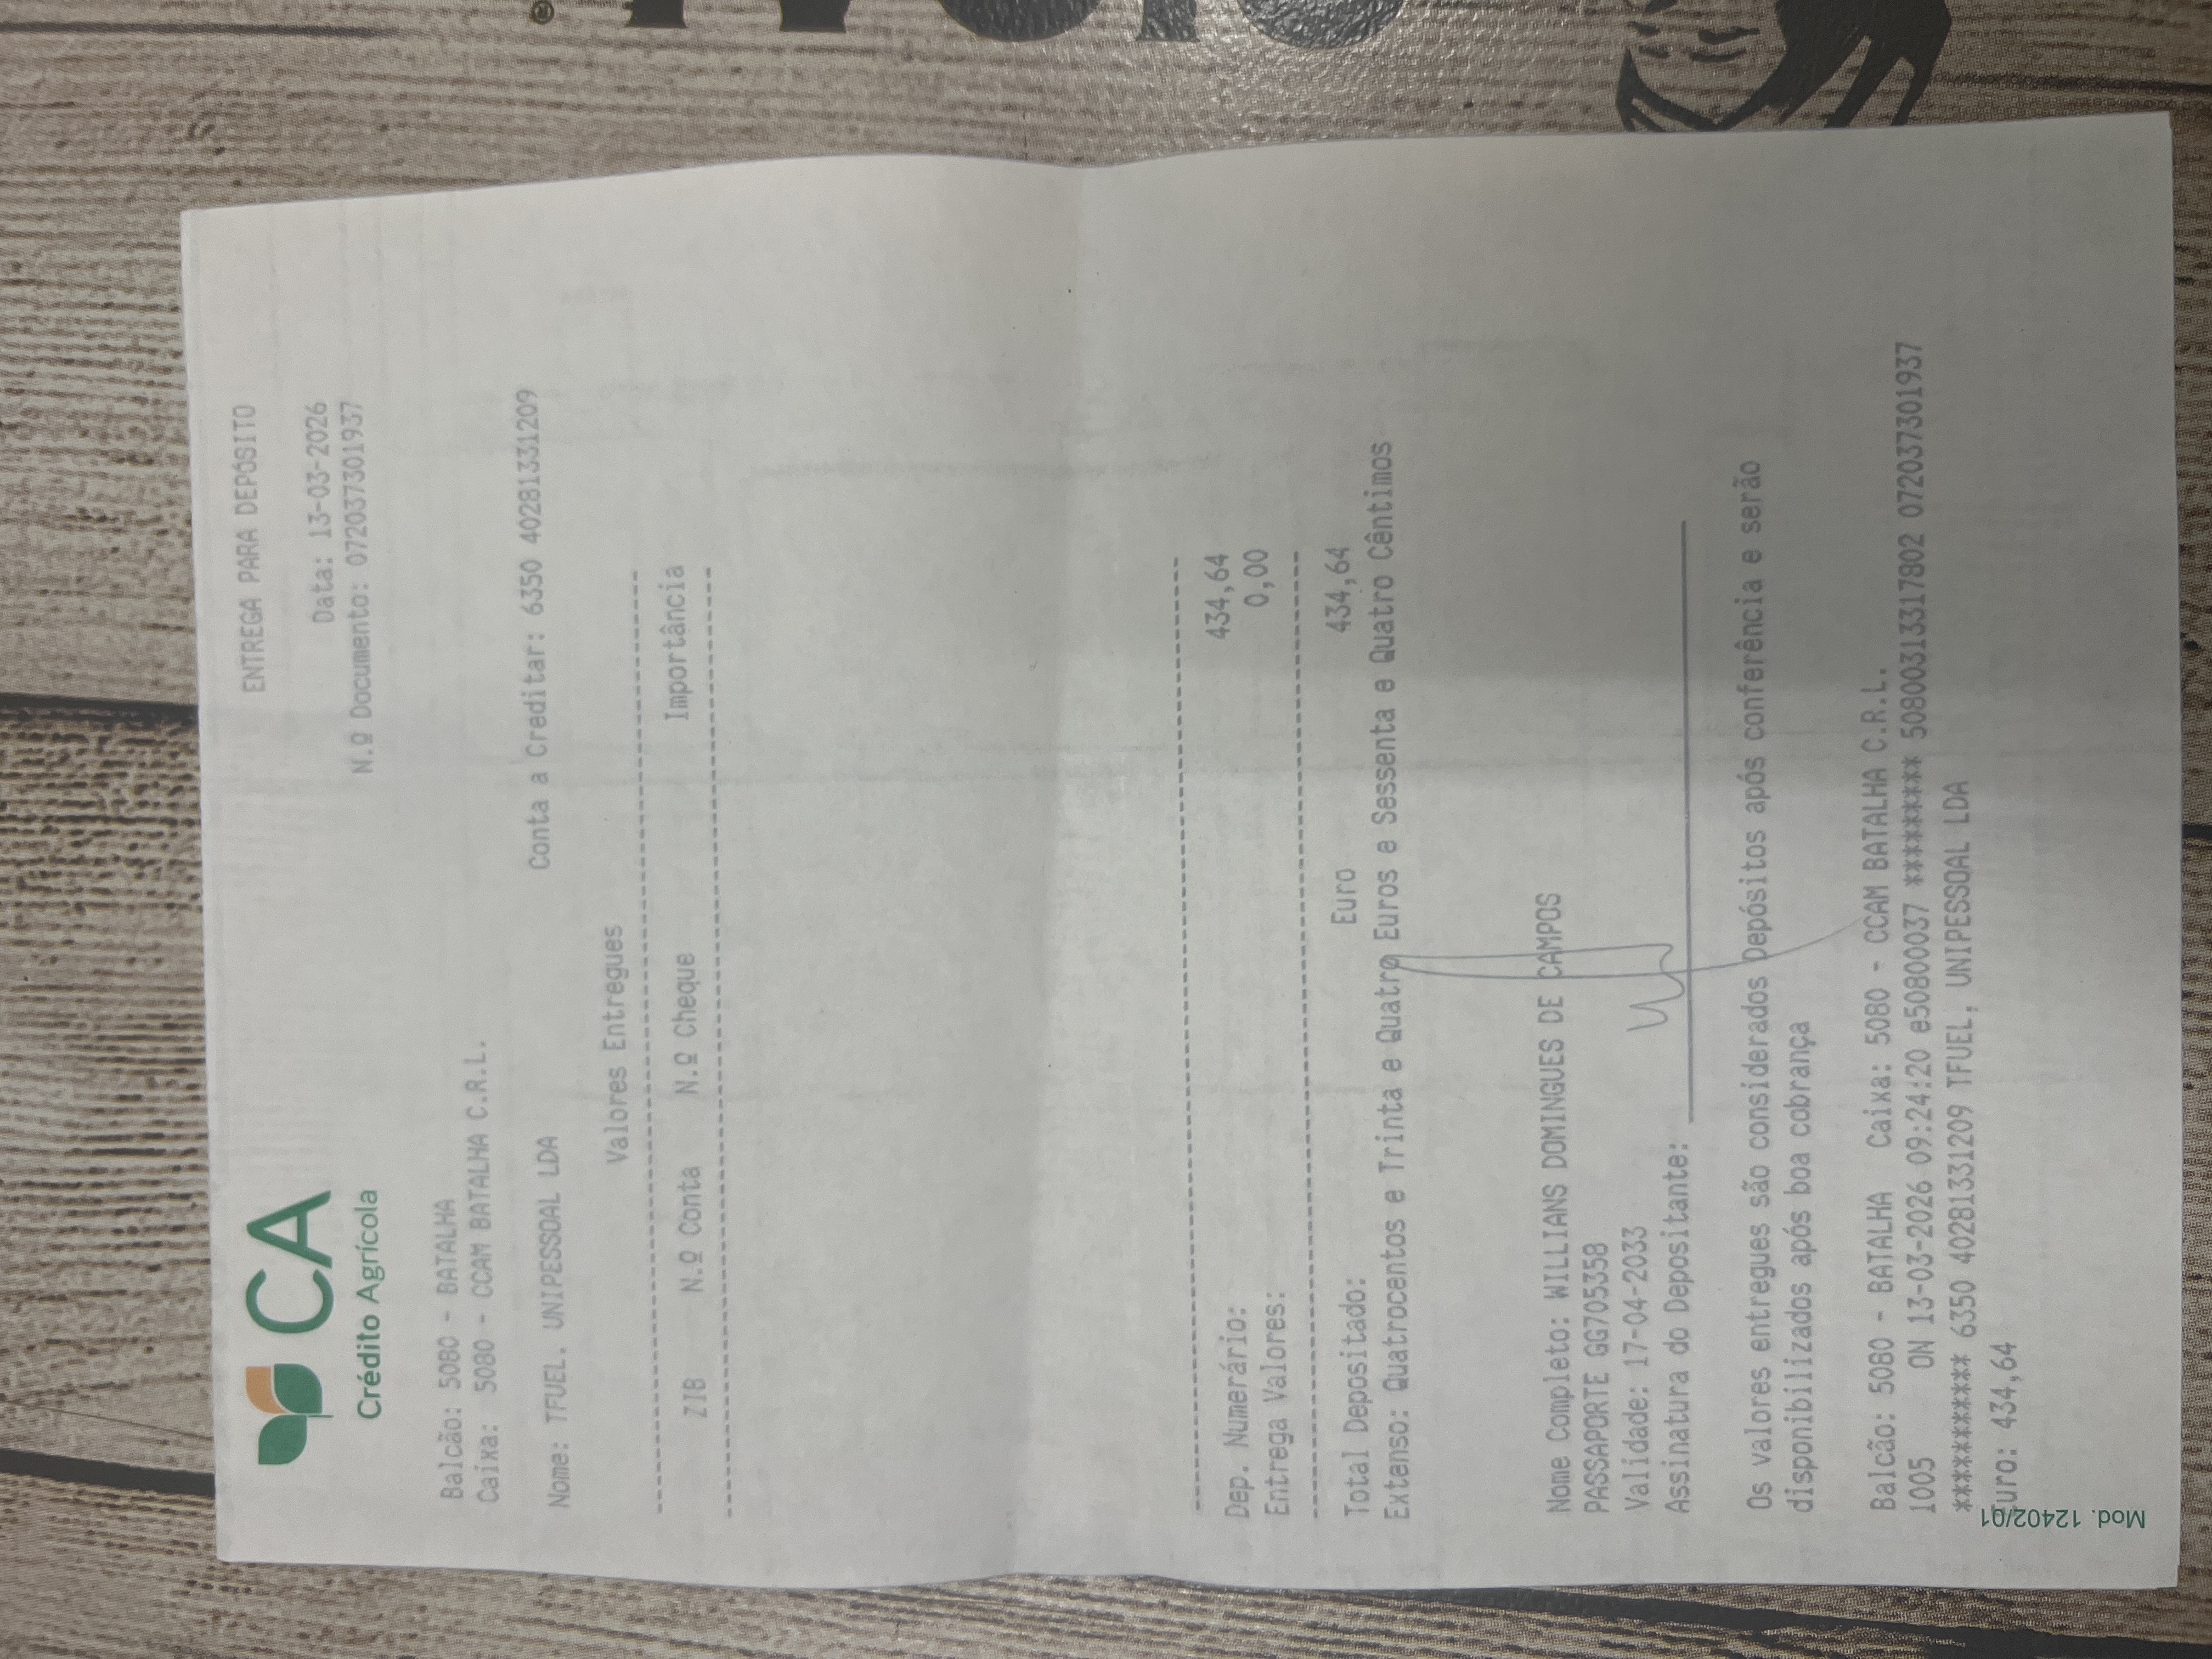 CA
Crédito Agrícola
ENTREGA PARA DEPÓSITO
Data: 13-03-2026
N.º Documento: 072037301937
Balcão: 5080 - BATALHA
Caixa: 5080 - CCAM BATALHA C.R.L.
Conta a Creditar: 6350 40281331209
Nome: TFUEL. UNIPESSOAL LDA
Valores Entregues
ZIB N.º Conta N.º Cheque Importância
Dep. Numerário: 434,64
Entrega Valores: 0,00
Total Depositado: Euro 434,64
Extenso: Quatrocentos e Trinta e Quatro Euros e Sessenta e Quatro Cêntimos
Nome Completo: WILLIANS DOMINGUES DE CAMPOS
PASSAPORTE GG705358
Validade: 17-04-2033
Assinatura do Depositante:
Os valores entregues são considerados Depósitos após conferência e serão
disponibilizados após boa cobrança
Balcão: 5080 - BATALHA Caixa: 5080 - CCAM BATALHA C.R.L.
1005 ON 13-03-2026 09:24:20 e50800037 ******** 50800313317802 072037301937
********** 6350 40281331209 TFUEL, UNIPESSOAL LDA
uro: 434,64
Mod. 12402/01